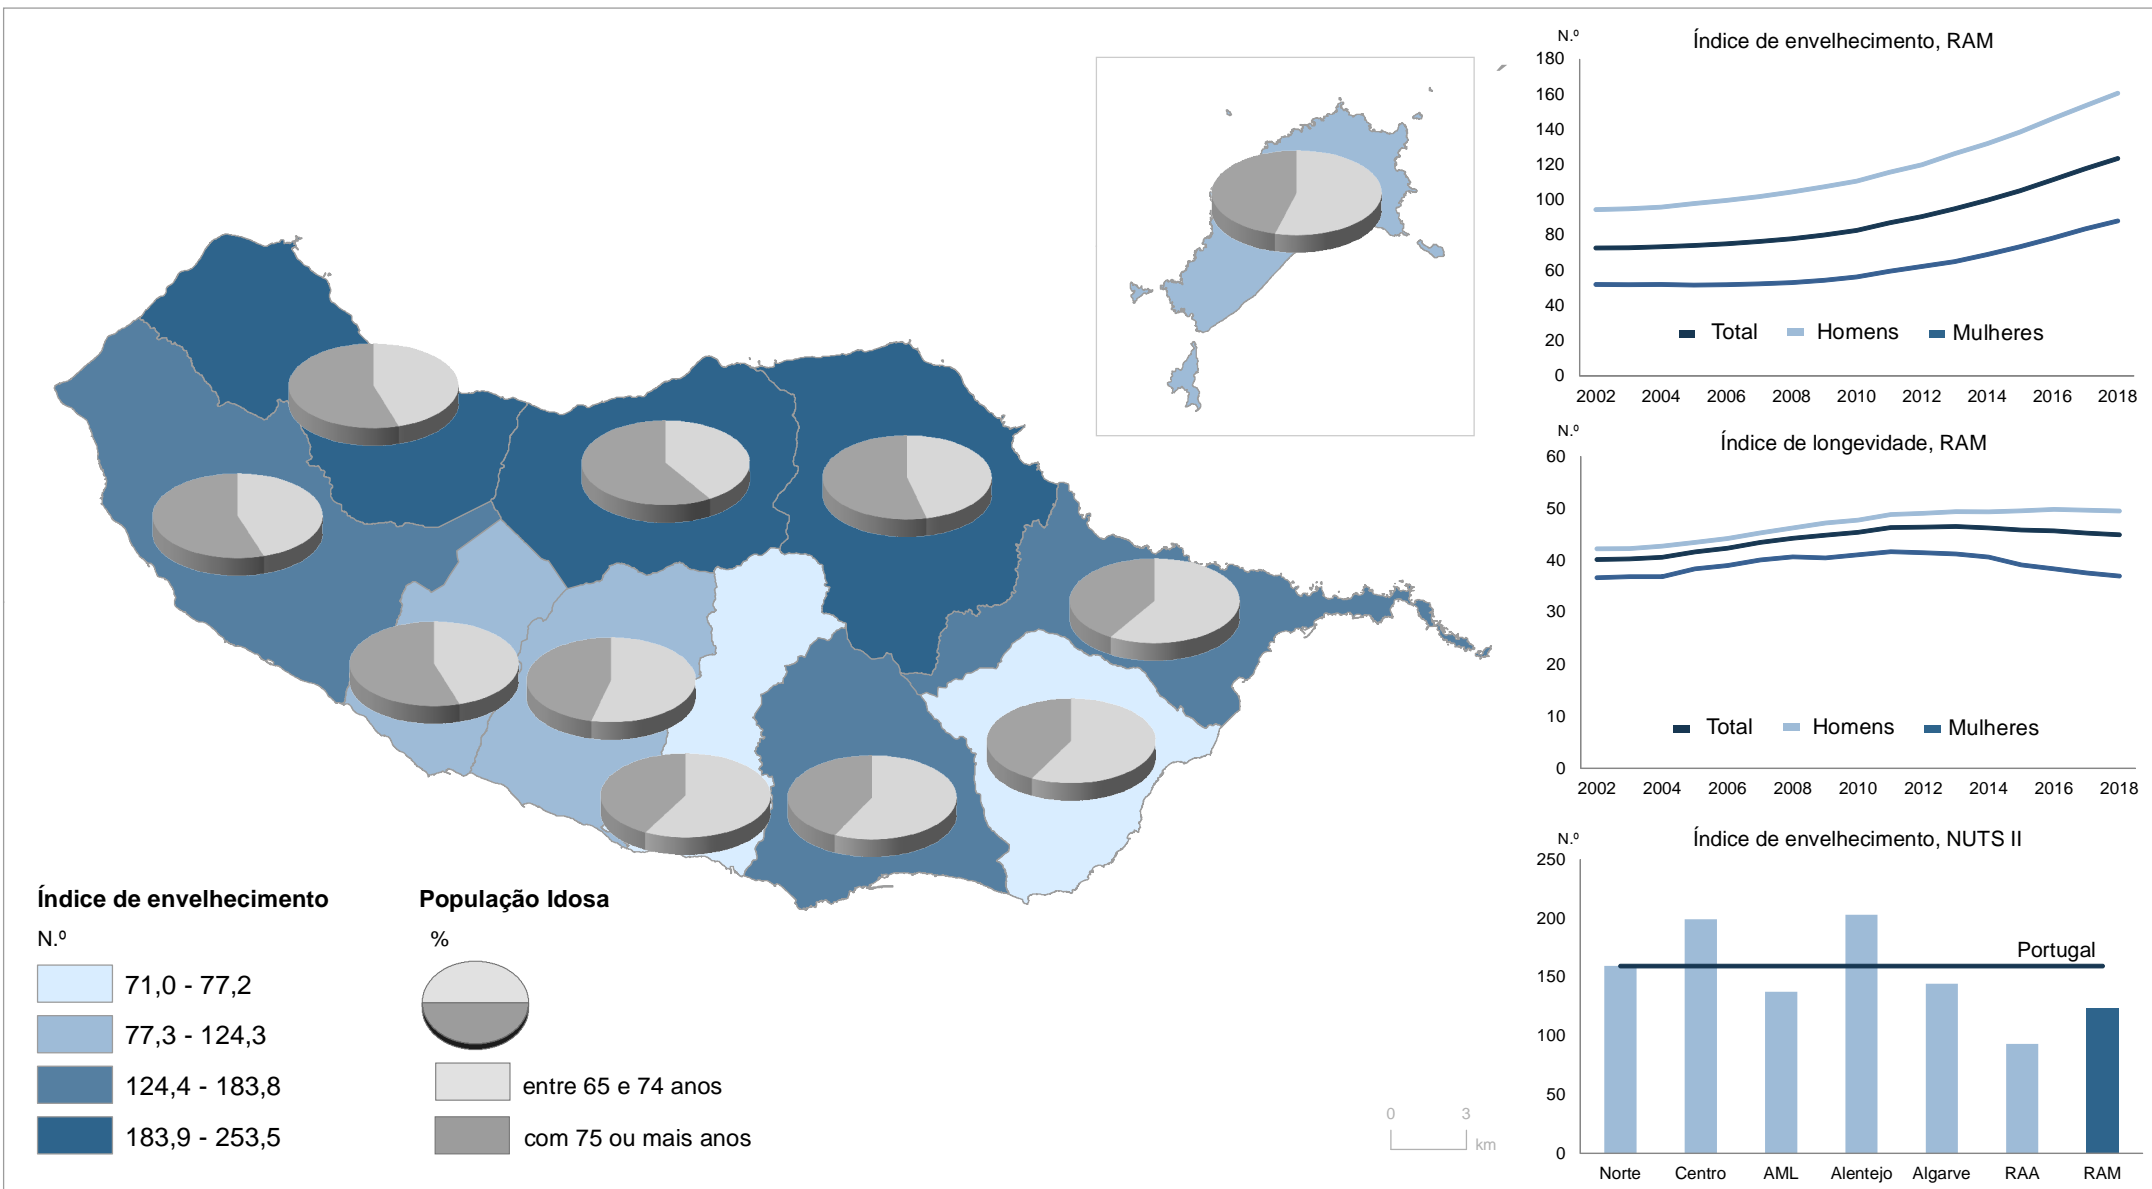 Índice de envelhecimento
N.º
71,0 - 77,2
77,3 - 124,3
124,4 - 183,8
183,9 - 253,5
População Idosa
%
entre 65 e 74 anos
com 75 ou mais anos
0 3
km
N.º
Índice de envelhecimento, RAM
180
160
140
120
100
80
60
40
20
0
Total Homens Mulheres
2002 2004 2006 2008 2010 2012 2014 2016 2018
N.º
Índice de longevidade, RAM
60
50
40
30
20
10
0
Total Homens Mulheres
2002 2004 2006 2008 2010 2012 2014 2016 2018
N.º
Índice de envelhecimento, NUTS II
250
200
150
100
50
0
Portugal
Norte Centro AML Alentejo Algarve RAA RAM